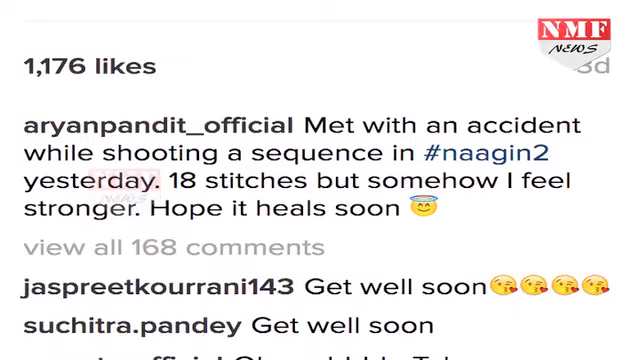 NMF
NEWS
1,176 likes
3d
aryanpandit_official Met with an accident
while shooting a sequence in #naagin2
yesterday. 18 stitches but somehow I feel
stronger. Hope it heals soon 😇
NMF
NEWS
view all 168 comments
jaspreetkourrani143 Get well soon😘😘😘😘
suchitra.pandey Get well soon